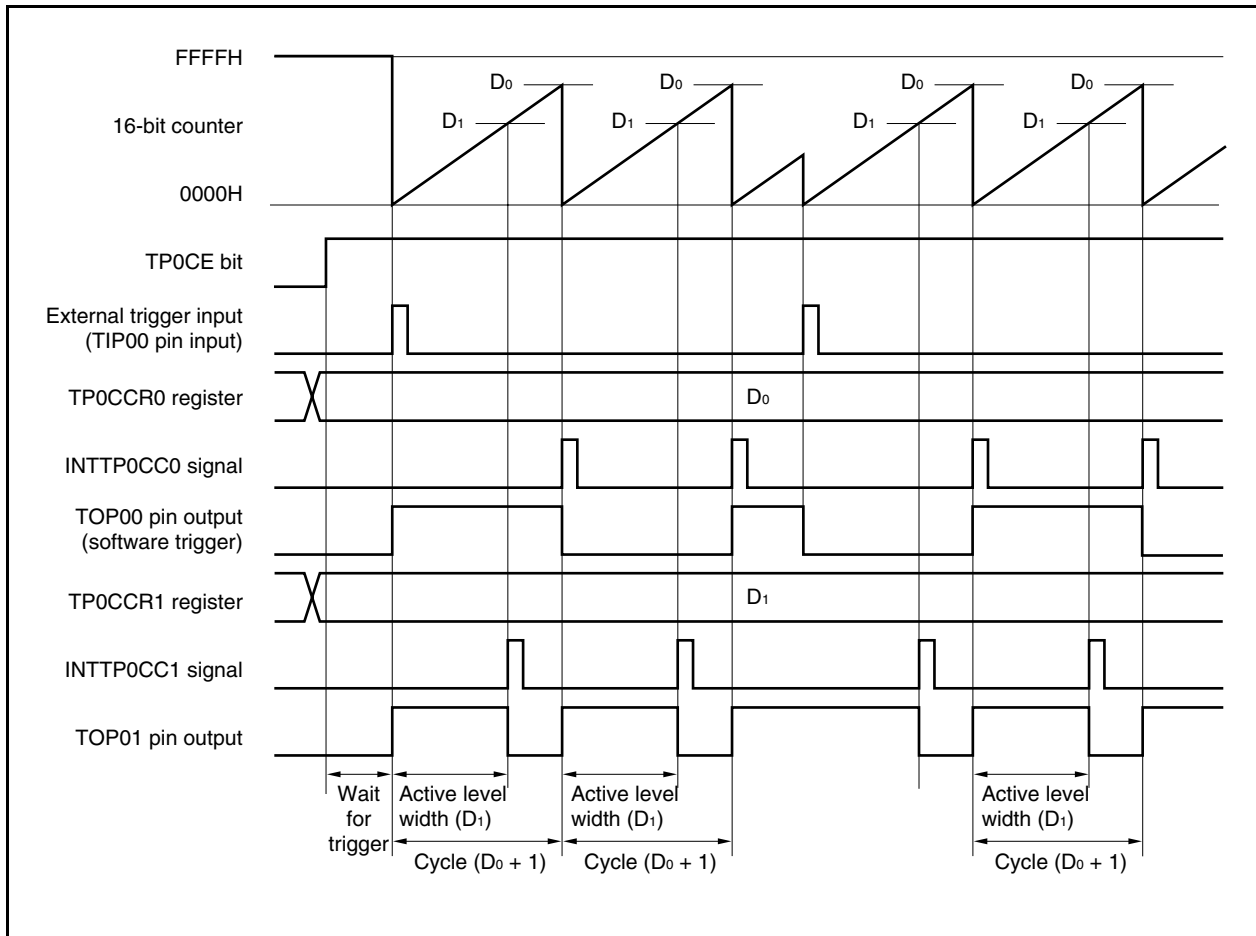 FFFFH
D0 D0 D0 D0
16-bit counter
D1 D1 D1 D1
0000H
TP0CE bit
External trigger input
(TIP00 pin input)
TP0CCR0 register
D0
INTTP0CC0 signal
TOP00 pin output
(software trigger)
TP0CCR1 register
D1
INTTP0CC1 signal
TOP01 pin output
Wait
for
trigger
Active level
width (D1)
Active level
width (D1)
Active level
width (D1)
Cycle (D0 + 1)
Cycle (D0 + 1)
Cycle (D0 + 1)